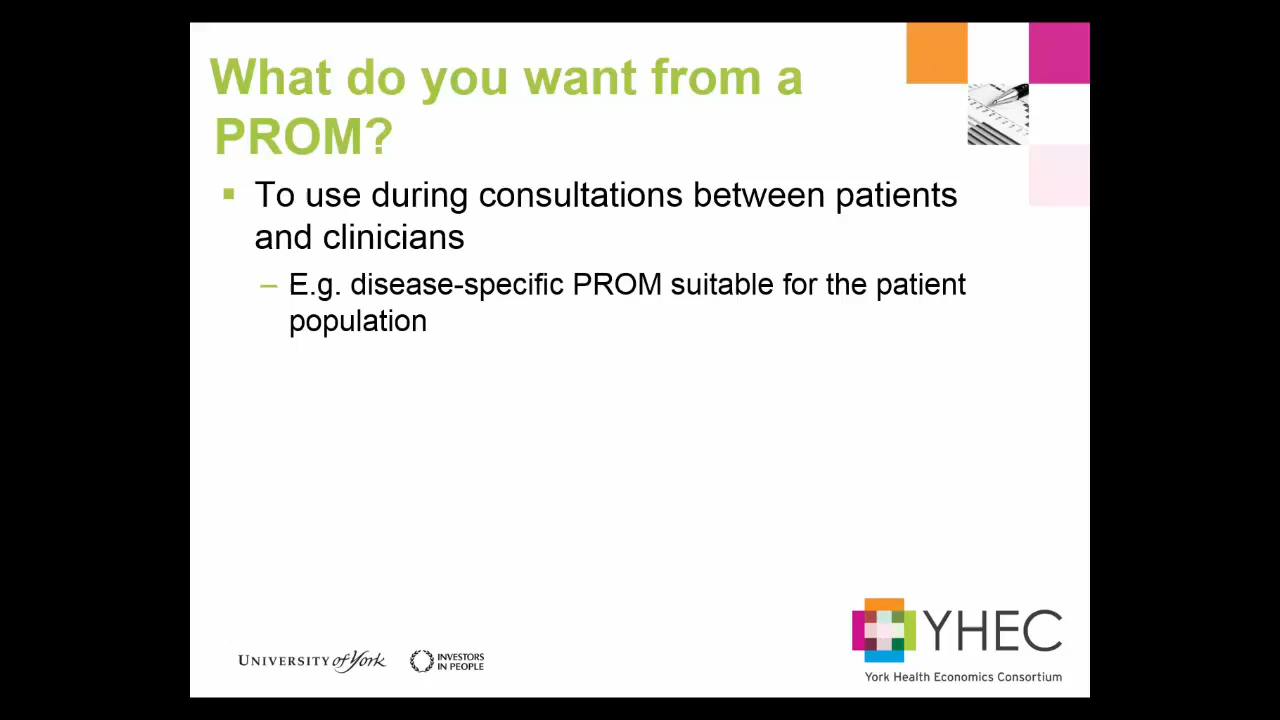 What do you want from a
PROM?
▪ To use during consultations between patients
and clinicians
– E.g. disease-specific PROM suitable for the patient
population
UNIVERSITY of York
INVESTORS
IN PEOPLE
YHEC
York Health Economics Consortium